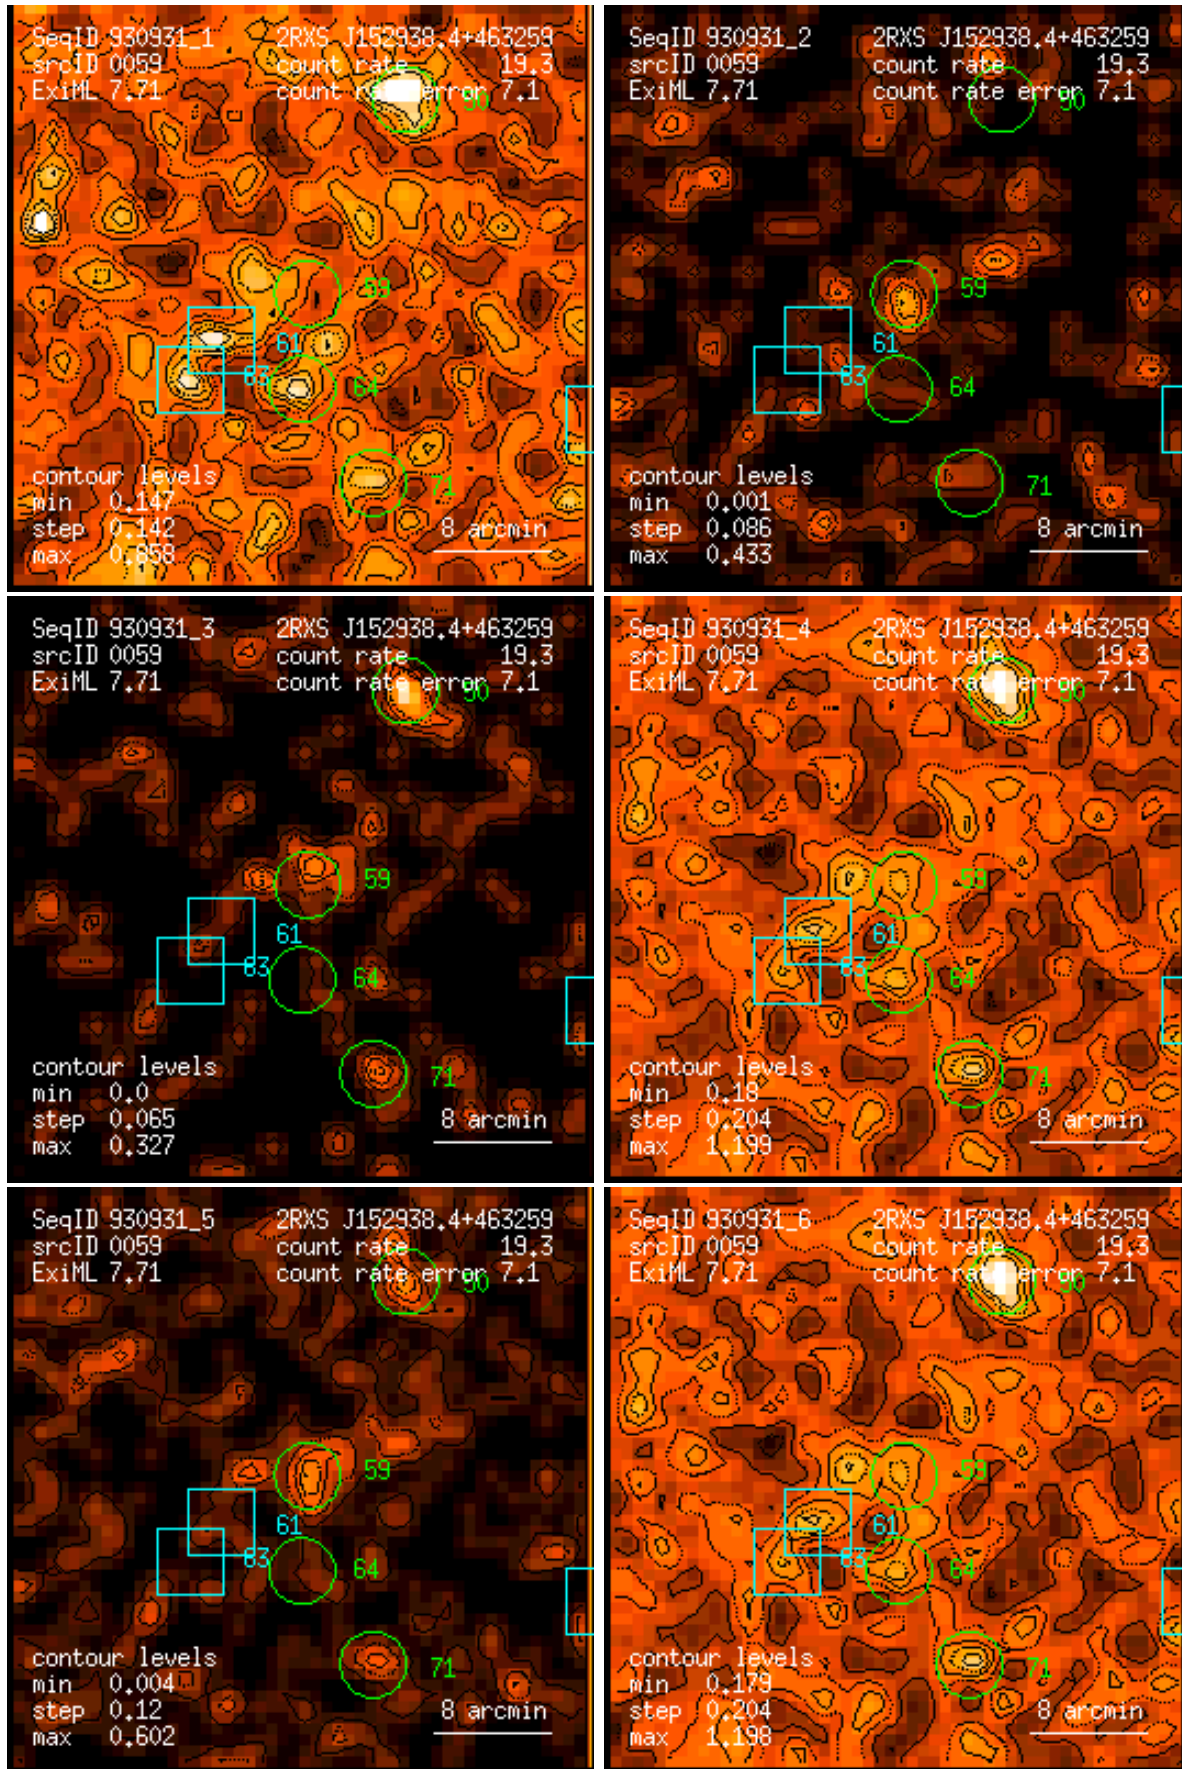 SeqID 930931_1 2RXS J152938.4+463259
srcID 0059 count rate 19.3
ExiML 7.71 count rate error 7.1
90
59
61
83
64
contour levels
71
min 0.147
step 0.142 8 arcmin
max 0.858
SeqID 930931_2 2RXS J152938.4+463259
srcID 0059 count rate 19.3
ExiML 7.71 count rate error 7.1
90
59
61
83
64
contour levels
71
min 0.001
step 0.086 8 arcmin
max 0.433
SeqID 930931_3 2RXS J152938.4+463259
srcID 0059 count rate 19.3
ExiML 7.71 count rate error 7.1
90
59
61
83
64
contour levels
71
min 0.0
step 0.065 8 arcmin
max 0.327
SeqID 930931_4 2RXS J152938.4+463259
srcID 0059 count rate 19.3
ExiML 7.71 count rate error 7.1
90
59
61
83
64
contour levels
71
min 0.18
step 0.204 8 arcmin
max 1.199
SeqID 930931_5 2RXS J152938.4+463259
srcID 0059 count rate 19.3
ExiML 7.71 count rate error 7.1
90
59
61
83
64
contour levels
71
min 0.004
step 0.12 8 arcmin
max 0.602
SeqID 930931_6 2RXS J152938.4+463259
srcID 0059 count rate 19.3
ExiML 7.71 count rate error 7.1
90
59
61
83
64
contour levels
71
min 0.179
step 0.204 8 arcmin
max 1.198